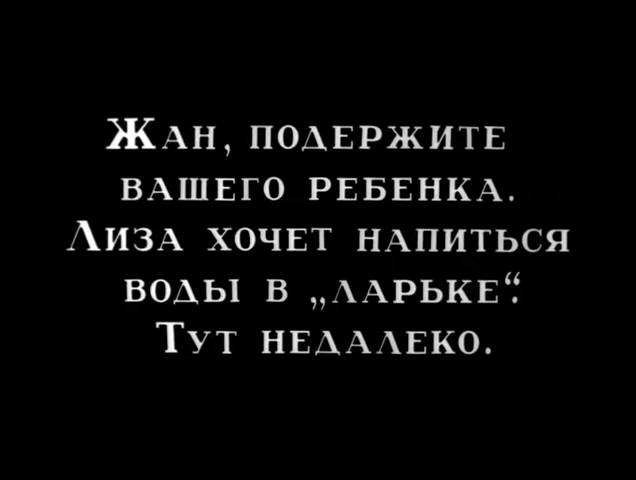 Жан, подержите
вашего ребенка.
Лиза хочет напиться
воды в „ларьке“.
Тут недалеко.